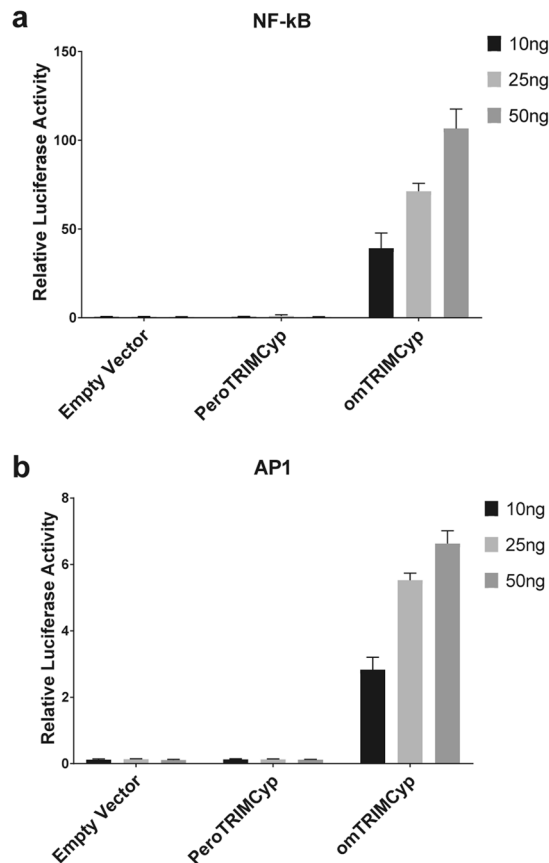 a
NF-kB
Relative Luciferase Activity
150
100
50
0
10ng
25ng
50ng
Empty Vector
PeroTRIMCyp
omTRIMCyp
b
AP1
Relative Luciferase Activity
8
6
4
2
0
10ng
25ng
50ng
Empty Vector
PeroTRIMCyp
omTRIMCyp